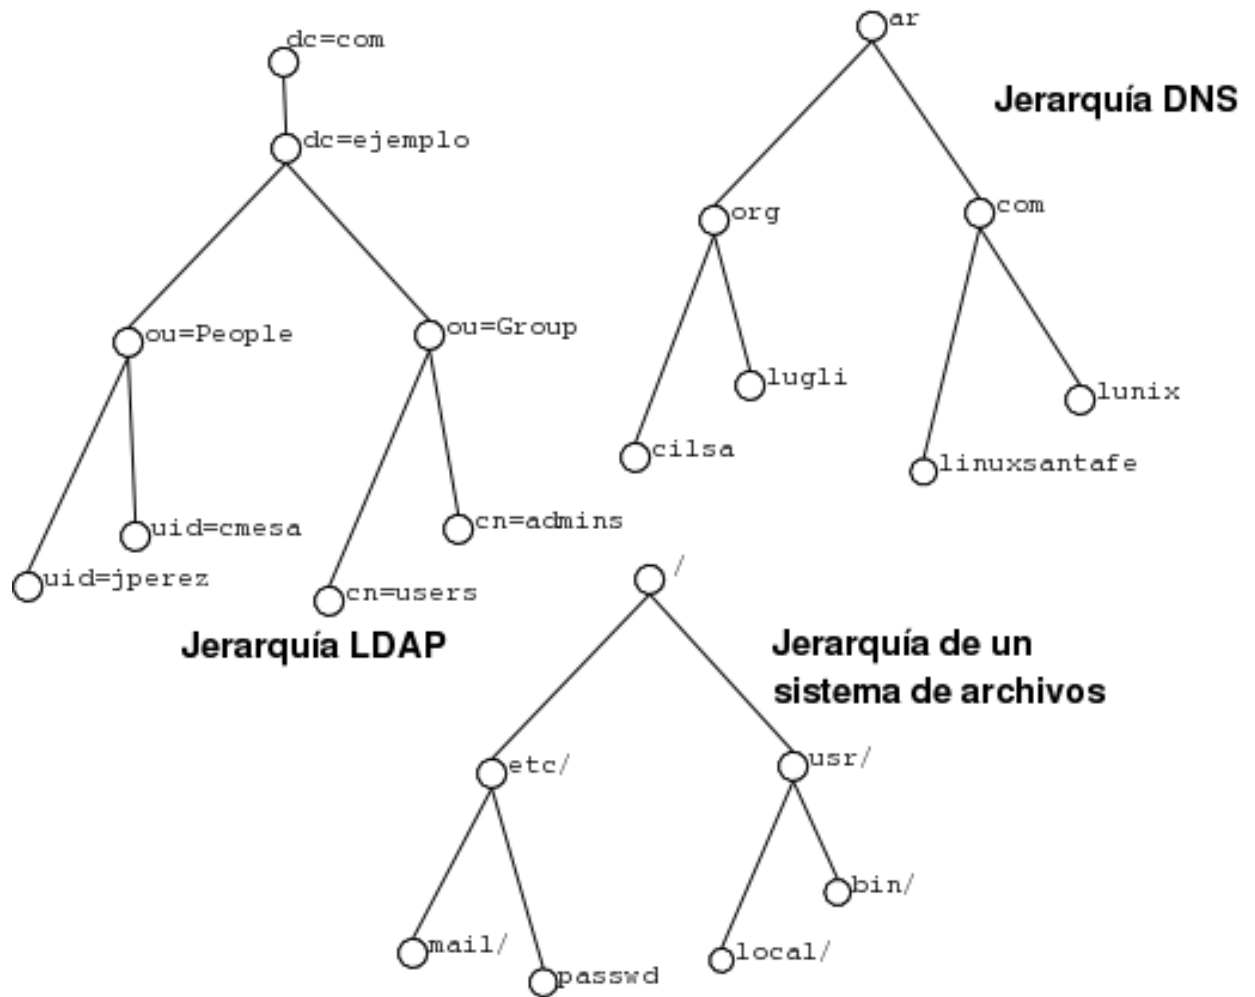 dc=com
dc=ejemplo
ou=People
ou=Group
uid=cmesa
uid=jperez
cn=admins
cn=users
Jerarquía LDAP
ar
Jerarquía DNS
org
com
lugli
lunix
cilsa
linuxsantafe
/
Jerarquía de un
sistema de archivos
etc/
usr/
bin/
mail/
passwd
local/